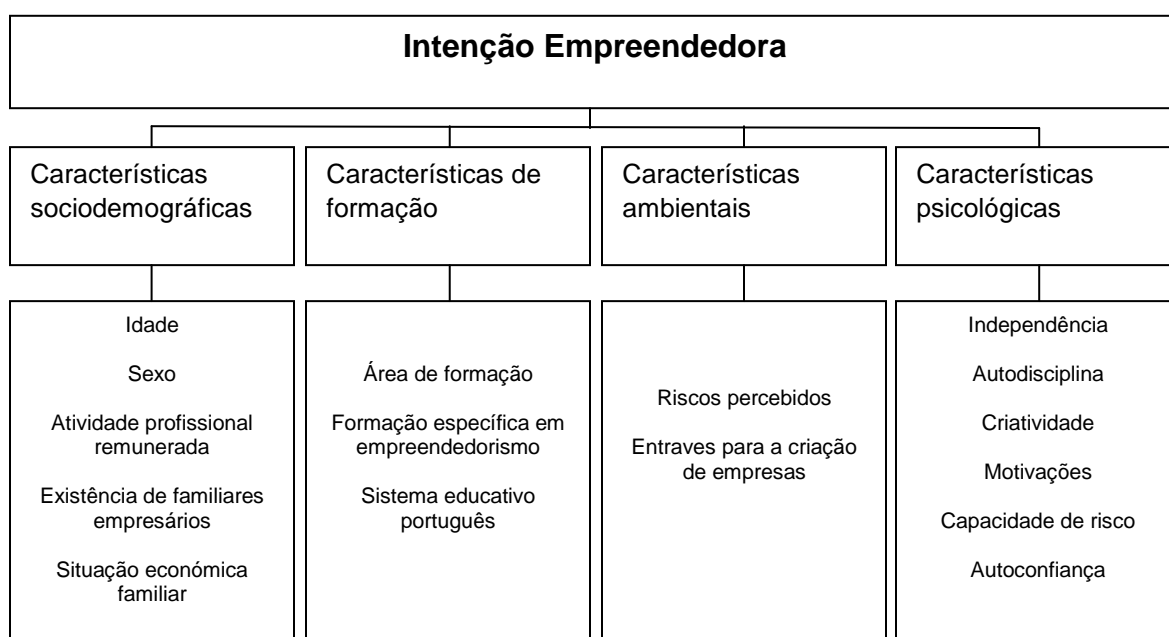 Intenção Empreendedora
Características
sociodemográficas
Características de
formação
Características
ambientais
Características
psicológicas
Idade
Sexo
Atividade profissional
remunerada
Existência de familiares
empresários
Situação económica
familiar
Área de formação
Formação específica em
empreendedorismo
Sistema educativo
português
Riscos percebidos
Entraves para a criação
de empresas
Independência
Autodisciplina
Criatividade
Motivações
Capacidade de risco
Autoconfiança